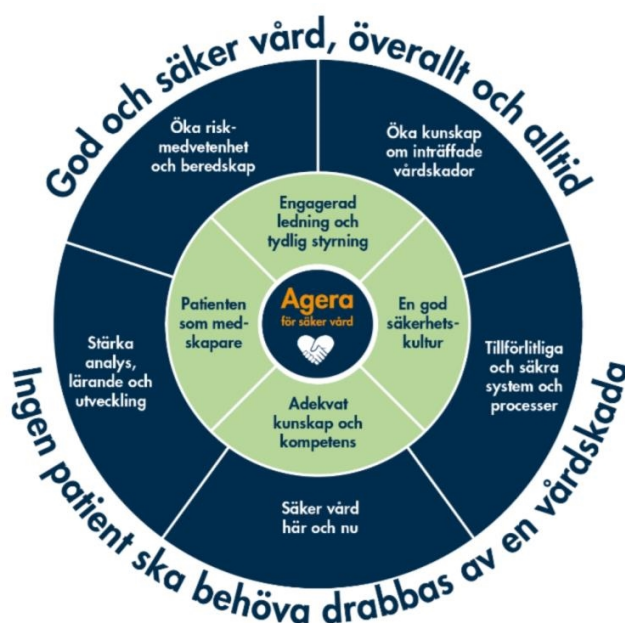 God och säker vård, överallt och alltid
Öka risk-
medvetenhet
och beredskap
Öka kunskap
om inträffade
vårdskador
Engagerad
ledning och
tydlig styrning
Patienten
som med-
skapare
Agera
för säker vård
En god
säkerhets-
kultur
Stärka
analys,
lärande och
utveckling
Tillförlitliga
och säkra
system och
processer
Adekvat
kunskap och
kompetens
Säker vård
här och nu
Ingen patient ska behöva drabbas av en vårdskada